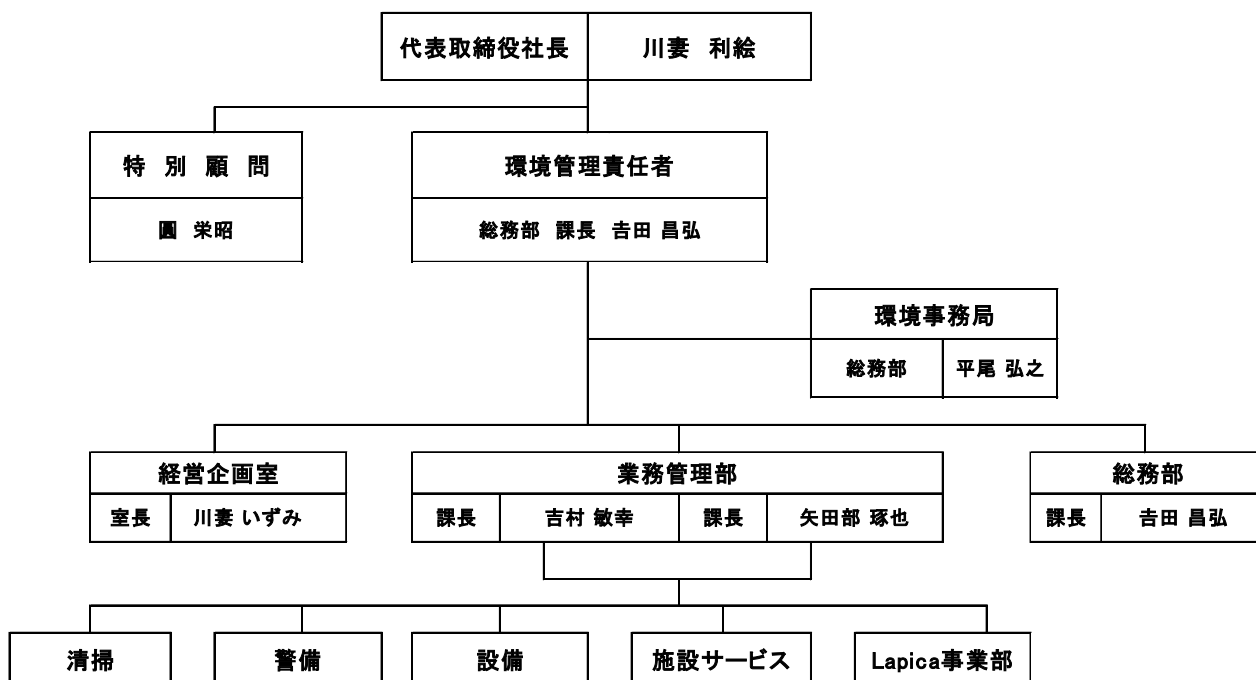 代表取締役社長 川妻 利絵
特別顧問 環境管理責任者
圓 栄昭 総務部 課長 𠮷田 昌弘
環境事務局
総務部 平尾 弘之
経営企画室 業務管理部 総務部
室長 川妻 いずみ 課長 吉村 敏幸 課長 矢田部 琢也 課長 𠮷田 昌弘
清掃 警備 設備 施設サービス Lapica事業部